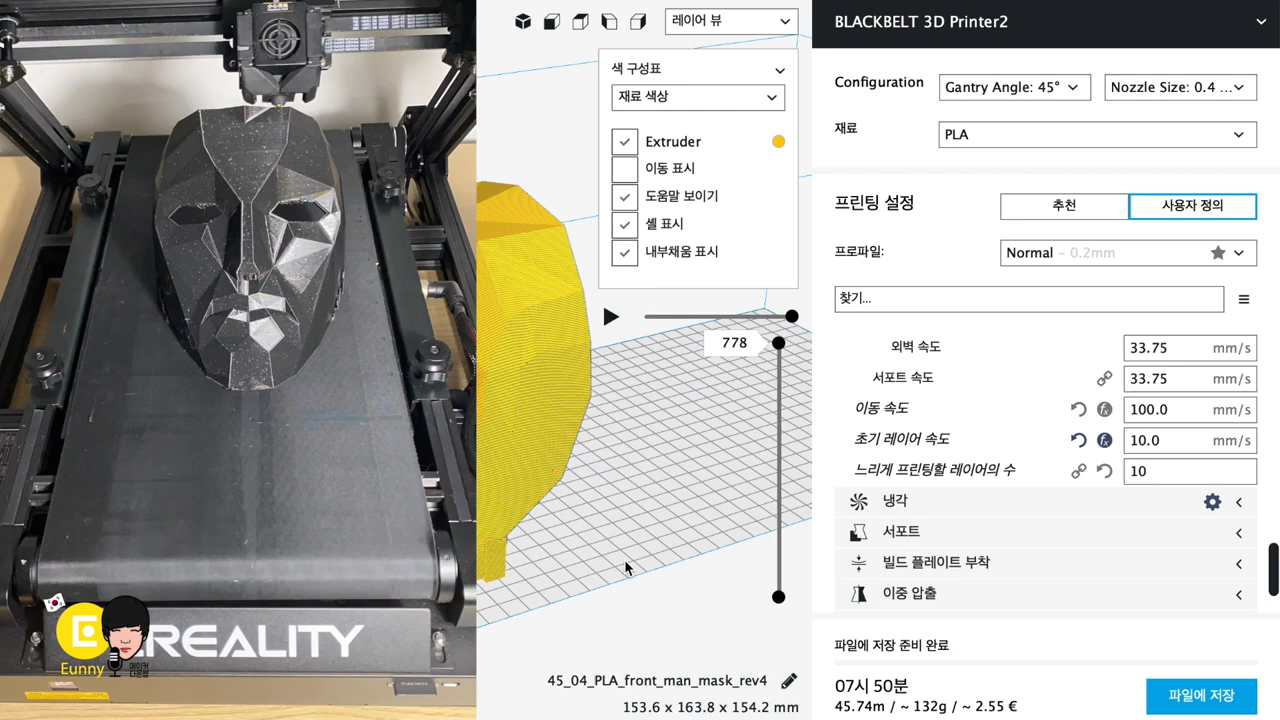 레이어 뷰
색 구성표
재료 색상
Extruder
이동 표시
도움말 보이기
셸 표시
내부채움 표시
778
45_04_PLA_front_man_mask_rev4
153.6 x 163.8 x 154.2 mm
BLACKBELT 3D Printer2
Configuration
Gantry Angle: 45°
Nozzle Size: 0.4 ...
재료
PLA
프린팅 설정
추천
사용자 정의
프로파일:
Normal – 0.2mm
찾기...
외벽 속도
33.75 mm/s
서포트 속도
33.75 mm/s
이동 속도
100.0 mm/s
초기 레이어 속도
10.0 mm/s
느리게 프린팅할 레이어의 수
10
냉각
서포트
빌드 플레이트 부착
이중 압출
파일에 저장 준비 완료
07시 50분
45.74m / ~ 132g / ~ 2.55 €
파일에 저장
REALITY
Eunny
메이커
다은쌤